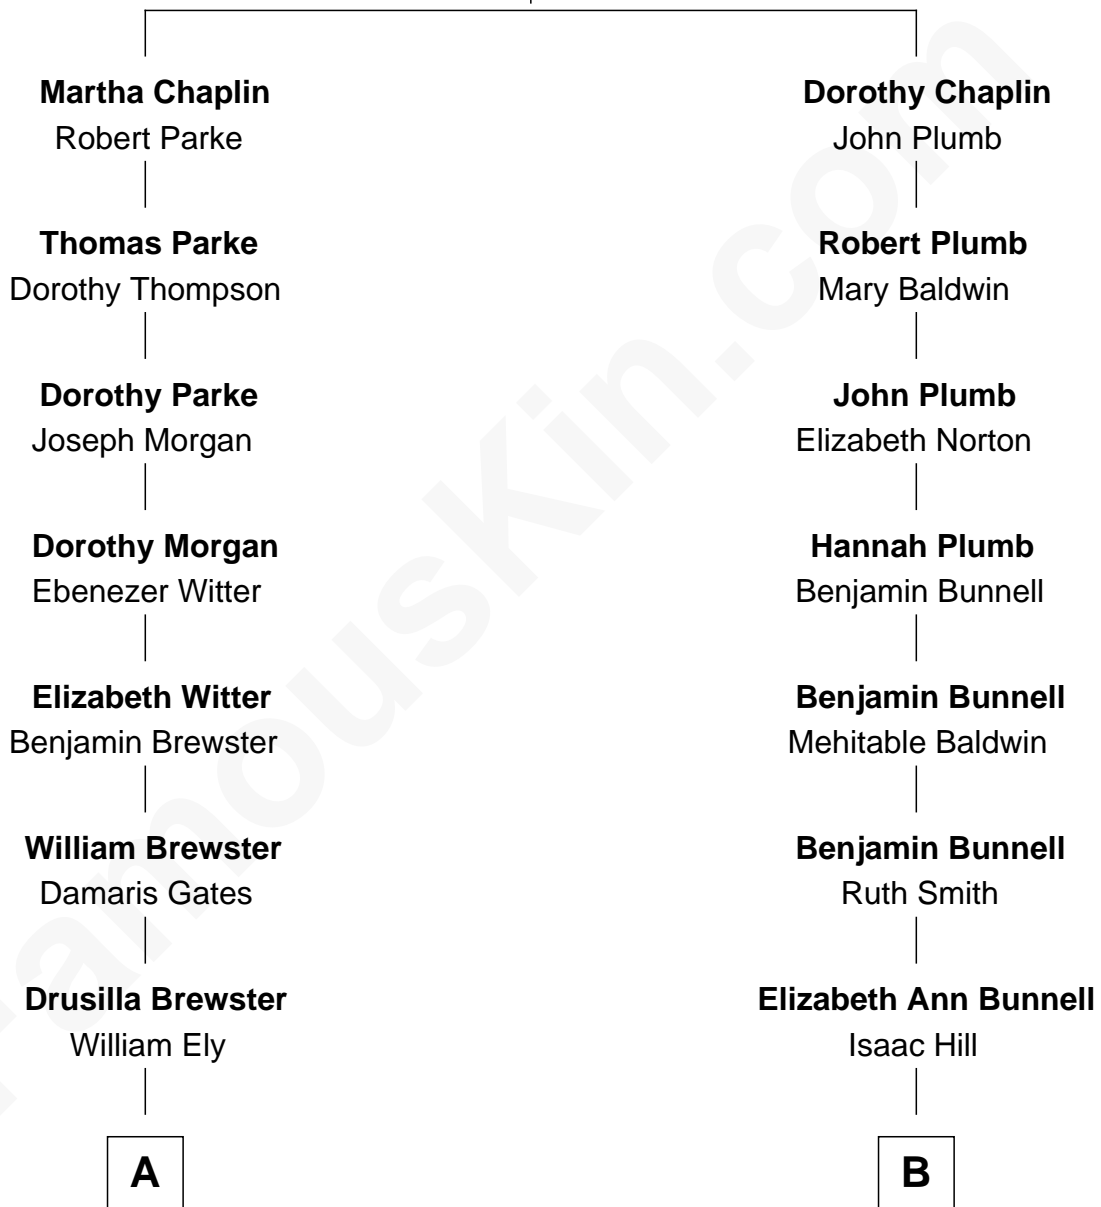 Martha Chaplin
Robert Parke
Thomas Parke
Dorothy Thompson
Dorothy Parke
Joseph Morgan
Dorothy Morgan
Ebenezer Witter
Elizabeth Witter
Benjamin Brewster
William Brewster
Damaris Gates
Drusilla Brewster
William Ely
A
Dorothy Chaplin
John Plumb
Robert Plumb
Mary Baldwin
John Plumb
Elizabeth Norton
Hannah Plumb
Benjamin Bunnell
Benjamin Bunnell
Mehitable Baldwin
Benjamin Bunnell
Ruth Smith
Elizabeth Ann Bunnell
Isaac Hill
B
FamousKin.com